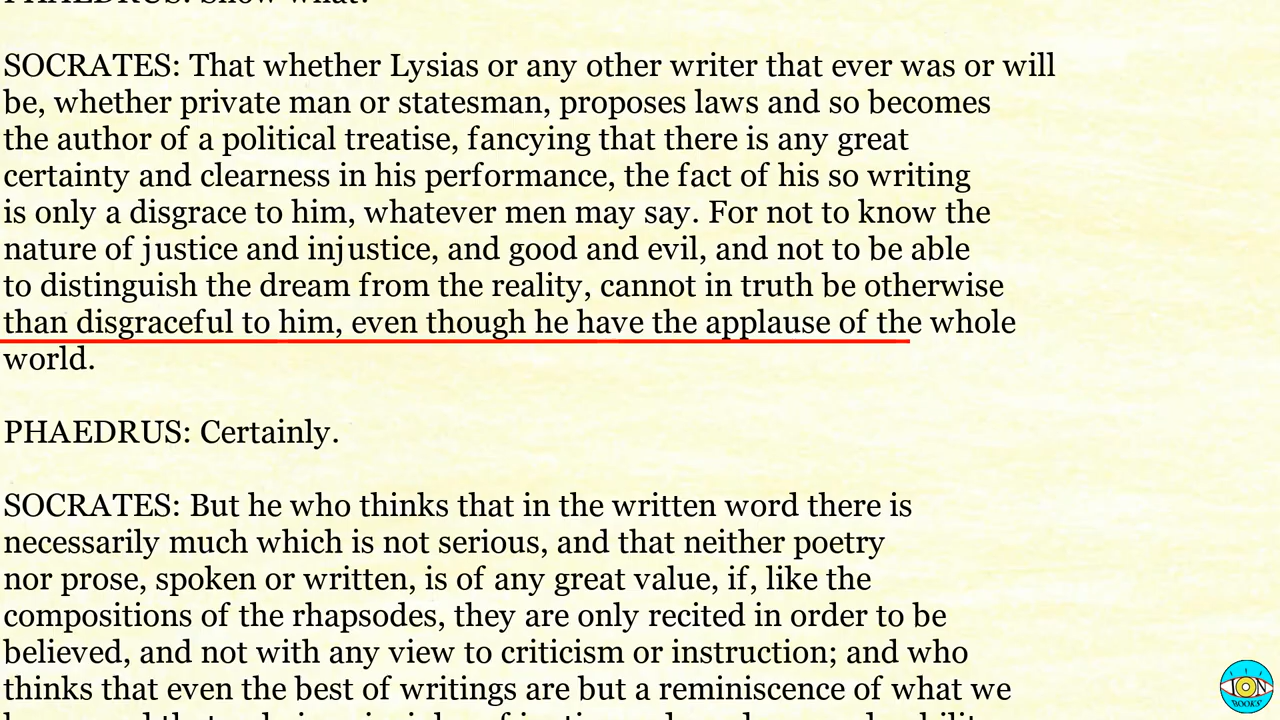 PHAEDRUS: Show what?
SOCRATES: That whether Lysias or any other writer that ever was or will
be, whether private man or statesman, proposes laws and so becomes
the author of a political treatise, fancying that there is any great
certainty and clearness in his performance, the fact of his so writing
is only a disgrace to him, whatever men may say. For not to know the
nature of justice and injustice, and good and evil, and not to be able
to distinguish the dream from the reality, cannot in truth be otherwise
than disgraceful to him, even though he have the applause of the whole
world.
PHAEDRUS: Certainly.
SOCRATES: But he who thinks that in the written word there is
necessarily much which is not serious, and that neither poetry
nor prose, spoken or written, is of any great value, if, like the
compositions of the rhapsodes, they are only recited in order to be
believed, and not with any view to criticism or instruction; and who
thinks that even the best of writings are but a reminiscence of what we
ION
BOOKS